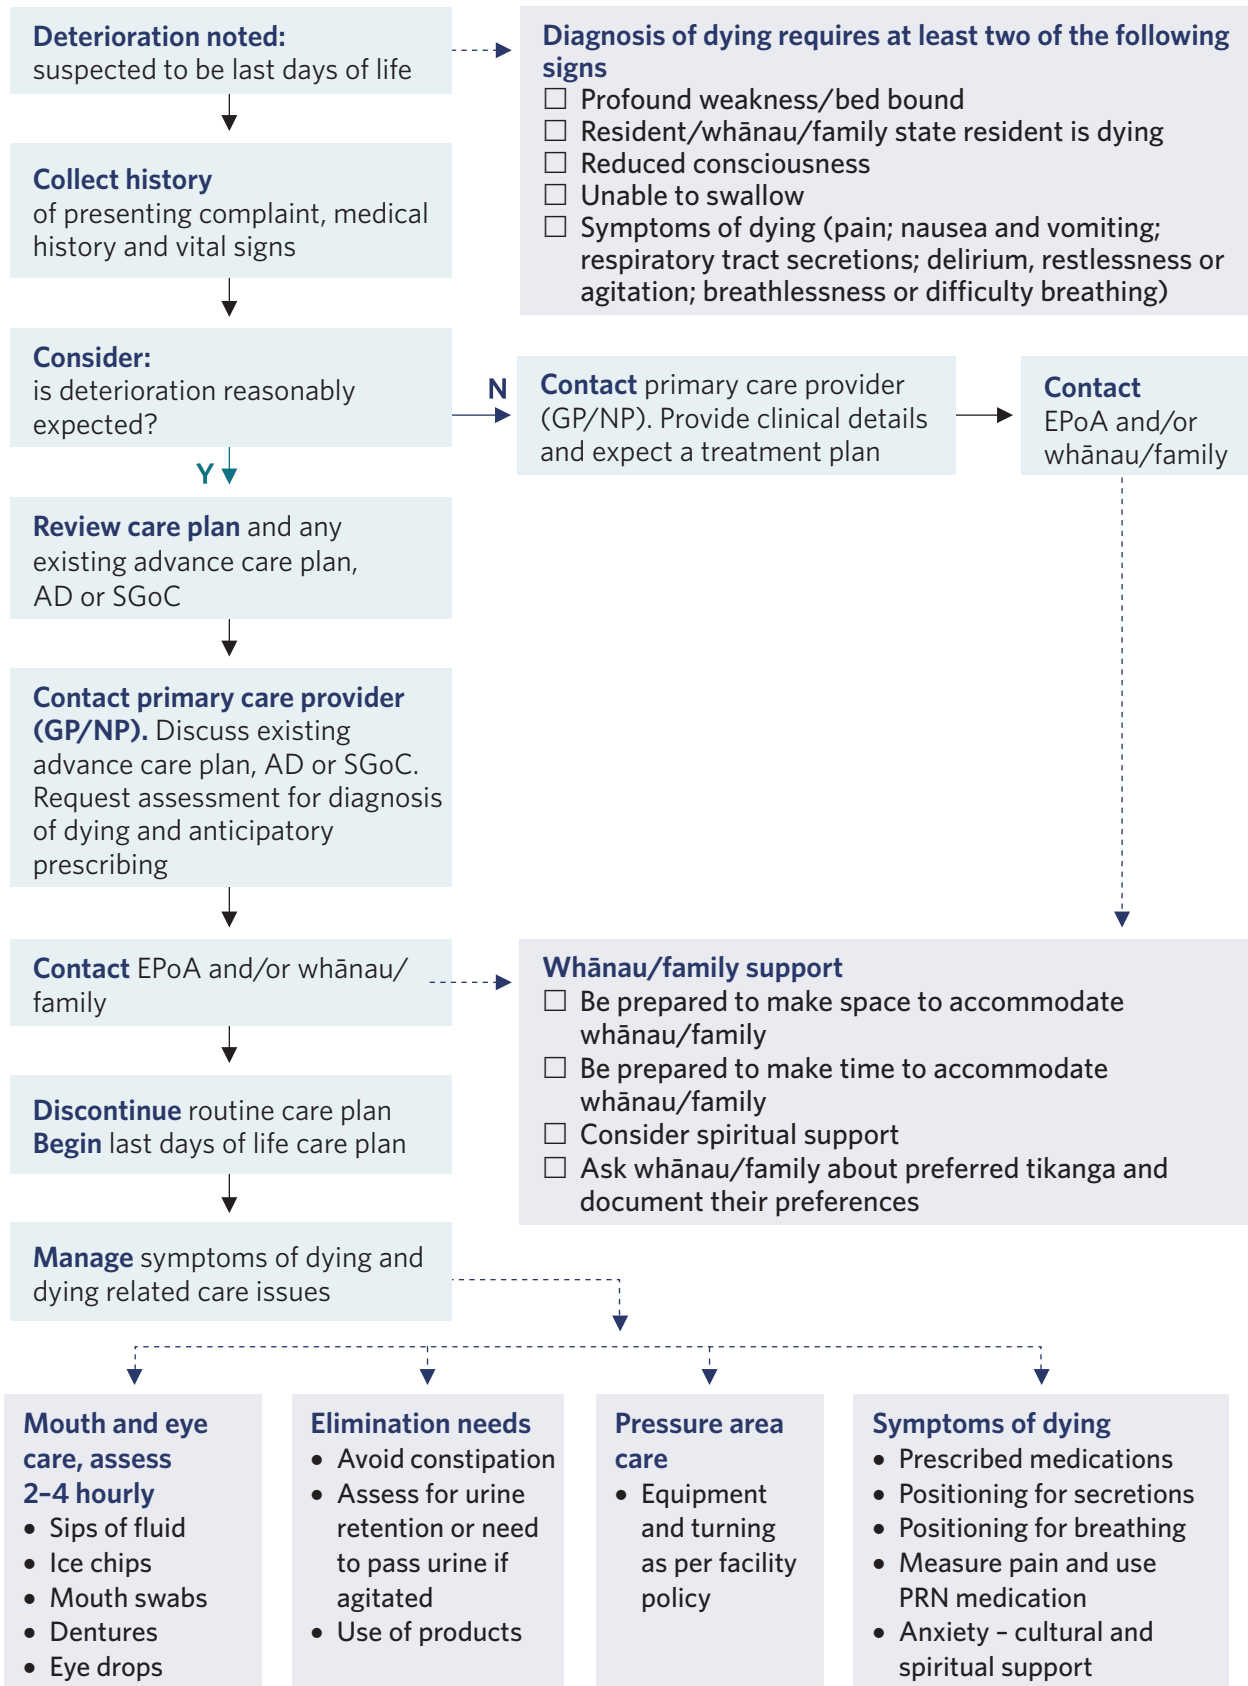 Deterioration noted:
suspected to be last days of life
Diagnosis of dying requires at least two of the following
signs
☐ Profound weakness/bed bound
☐ Resident/whānau/family state resident is dying
☐ Reduced consciousness
☐ Unable to swallow
☐ Symptoms of dying (pain; nausea and vomiting;
respiratory tract secretions; delirium, restlessness or
agitation; breathlessness or difficulty breathing)
Collect history
of presenting complaint, medical
history and vital signs
Consider:
is deterioration reasonably
expected?
N
Contact primary care provider
(GP/NP). Provide clinical details
and expect a treatment plan
Contact
EPoA and/or
whānau/family
Y
Review care plan and any
existing advance care plan,
AD or SGoC
Contact primary care provider
(GP/NP). Discuss existing
advance care plan, AD or SGoC.
Request assessment for diagnosis
of dying and anticipatory
prescribing
Contact EPoA and/or whānau/
family
Whānau/family support
☐ Be prepared to make space to accommodate
whānau/family
☐ Be prepared to make time to accommodate
whānau/family
☐ Consider spiritual support
☐ Ask whānau/family about preferred tikanga and
document their preferences
Discontinue routine care plan
Begin last days of life care plan
Manage symptoms of dying and
dying related care issues
Mouth and eye
care, assess
2–4 hourly
• Sips of fluid
• Ice chips
• Mouth swabs
• Dentures
• Eye drops
Elimination needs
• Avoid constipation
• Assess for urine
retention or need
to pass urine if
agitated
• Use of products
Pressure area
care
• Equipment
and turning
as per facility
policy
Symptoms of dying
• Prescribed medications
• Positioning for secretions
• Positioning for breathing
• Measure pain and use
PRN medication
• Anxiety – cultural and
spiritual support